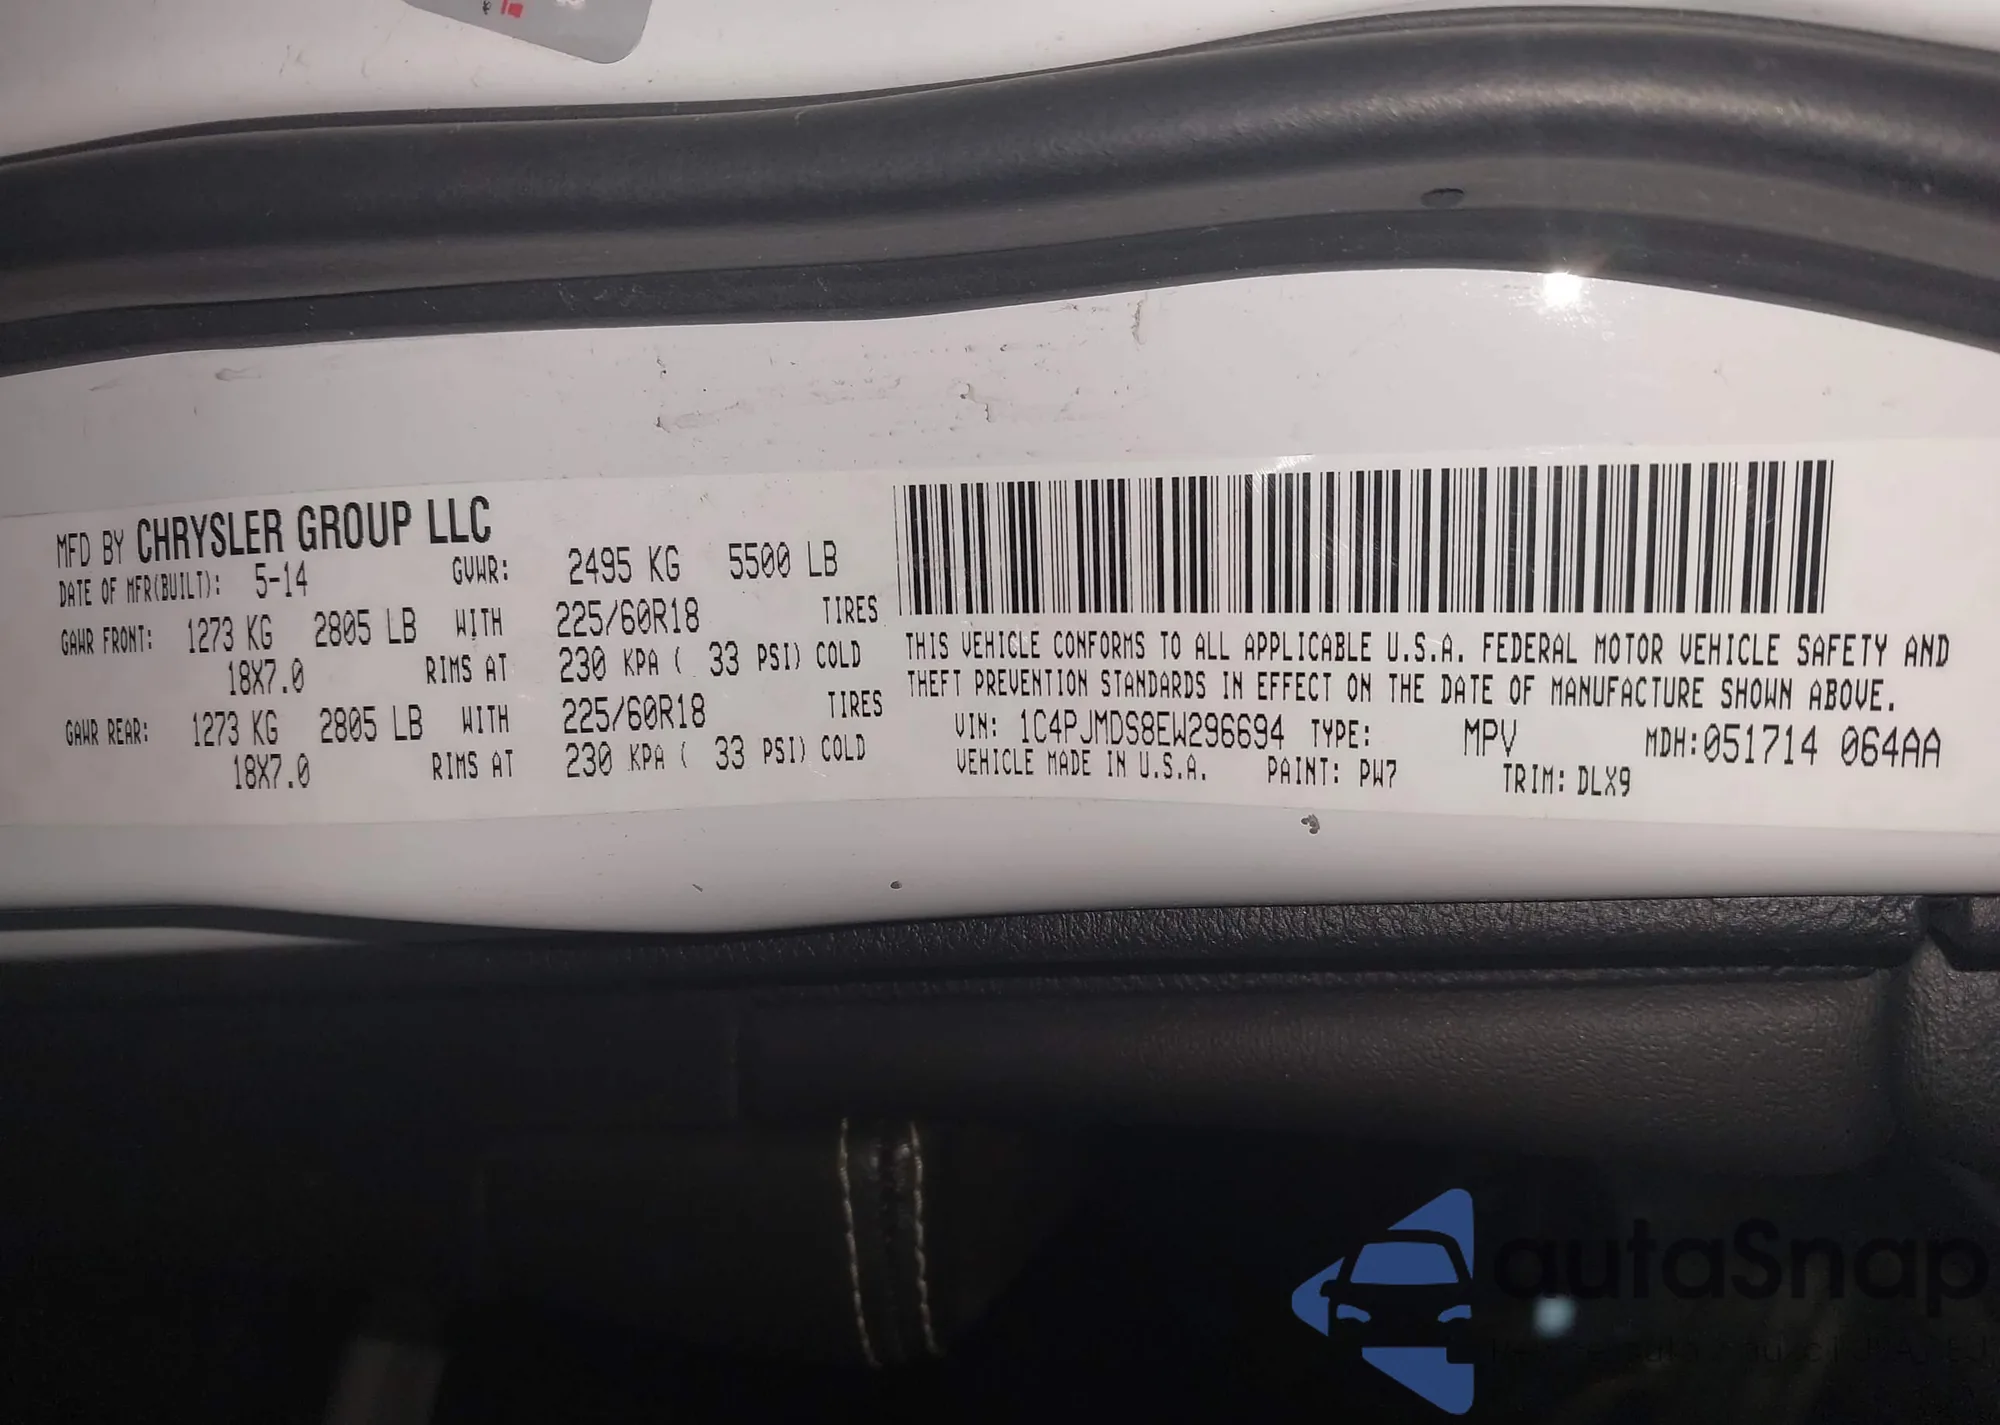 MFD BY CHRYSLER GROUP LLC
DATE OF MFR(BUILT): 5-14 GVWR: 2495 KG 5500 LB
GAWR FRONT: 1273 KG 2805 LB WITH 225/60R18 TIRES
18X7.0 RIMS AT 230 KPA ( 33 PSI) COLD
GAWR REAR: 1273 KG 2805 LB WITH 225/60R18 TIRES
18X7.0 RIMS AT 230 KPA ( 33 PSI) COLD
THIS VEHICLE CONFORMS TO ALL APPLICABLE U.S.A. FEDERAL MOTOR VEHICLE SAFETY AND
THEFT PREVENTION STANDARDS IN EFFECT ON THE DATE OF MANUFACTURE SHOWN ABOVE.
VIN: 1C4PJMDS8EW296694 TYPE: MPV MDH:051714 064AA
VEHICLE MADE IN U.S.A. PAINT: PW7 TRIM: DLX9
autaSnap